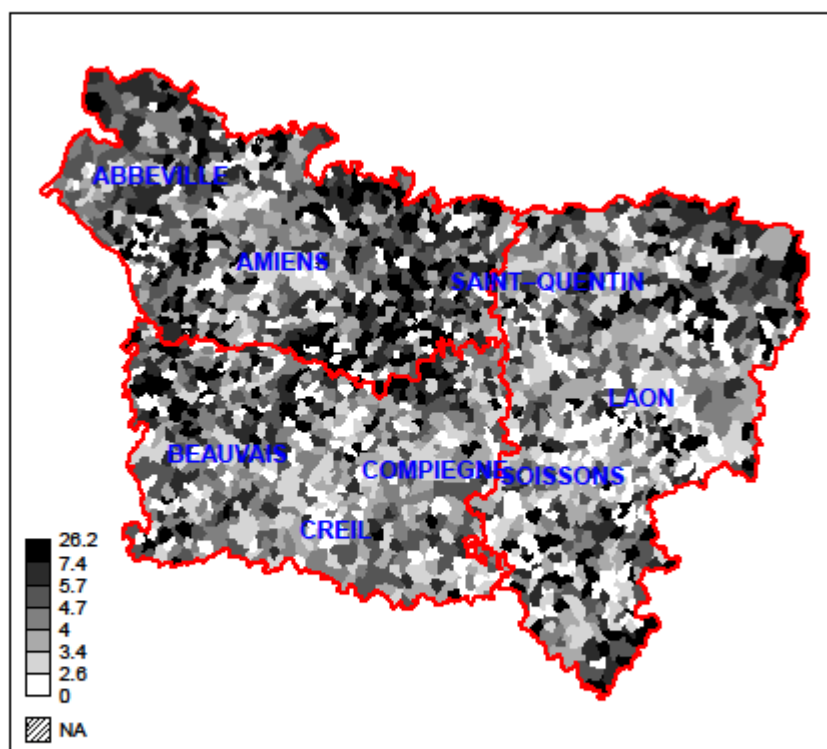 ABBEVILLE
AMIENS
SAINT-QUENTIN
LAON
BEAUVAIS
COMPIEGNE
SOISSONS
CREIL
26.2
7.4
5.7
4.7
4
3.4
2.6
0
NA